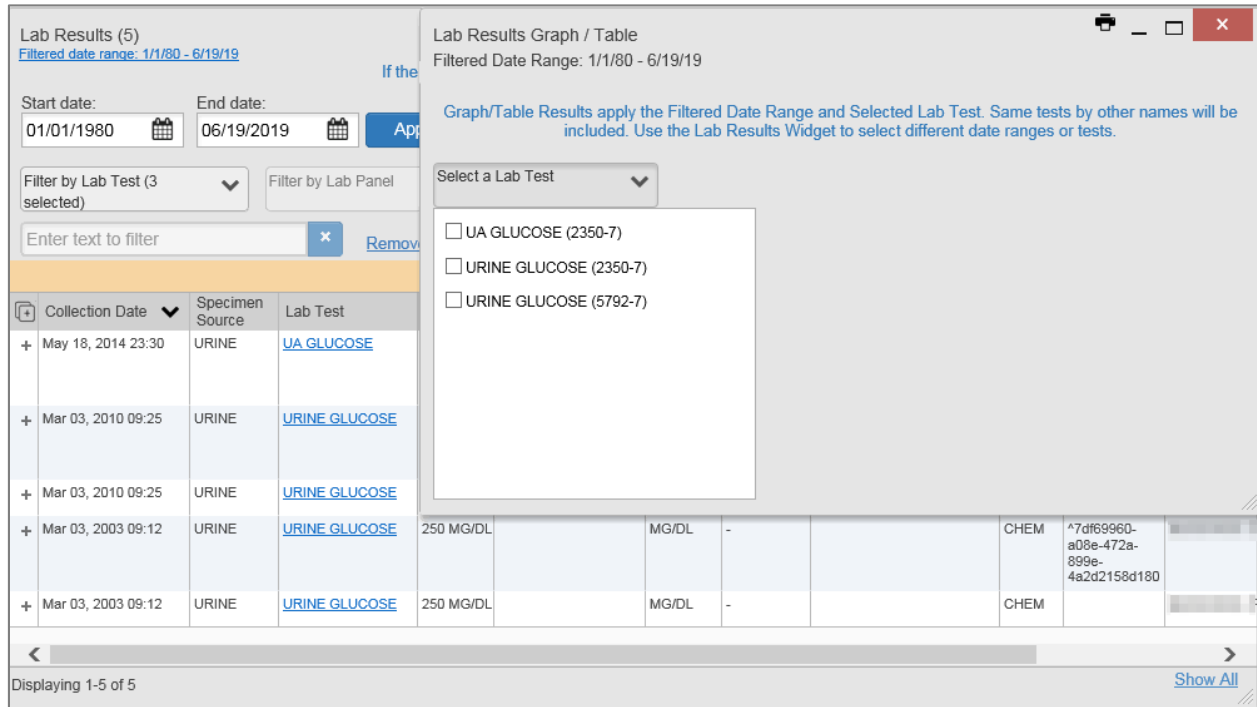 Lab Results (5)
Filtered date range: 1/1/80 - 6/19/19
If the
Start date:
End date:
01/01/1980
06/19/2019
Filter by Lab Test (3
selected)
Filter by Lab Panel
Enter text to filter
Lab Results Graph / Table
Filtered Date Range: 1/1/80 - 6/19/19
Graph/Table Results apply the Filtered Date Range and Selected Lab Test. Same tests by other names will be
included. Use the Lab Results Widget to select different date ranges or tests.
Select a Lab Test
UA GLUCOSE (2350-7)
URINE GLUCOSE (2350-7)
URINE GLUCOSE (5792-7)
Collection Date Specimen
Source Lab Test
May 18, 2014 23:30 URINE UA GLUCOSE
Mar 03, 2010 09:25 URINE URINE GLUCOSE
Mar 03, 2010 09:25 URINE URINE GLUCOSE
Mar 03, 2003 09:12 URINE URINE GLUCOSE 250 MG/DL MG/DL - CHEM ^7df69960-
a08e-472a-
899e-
4a2d2158d180
Mar 03, 2003 09:12 URINE URINE GLUCOSE 250 MG/DL MG/DL - CHEM
Displaying 1-5 of 5
Show All